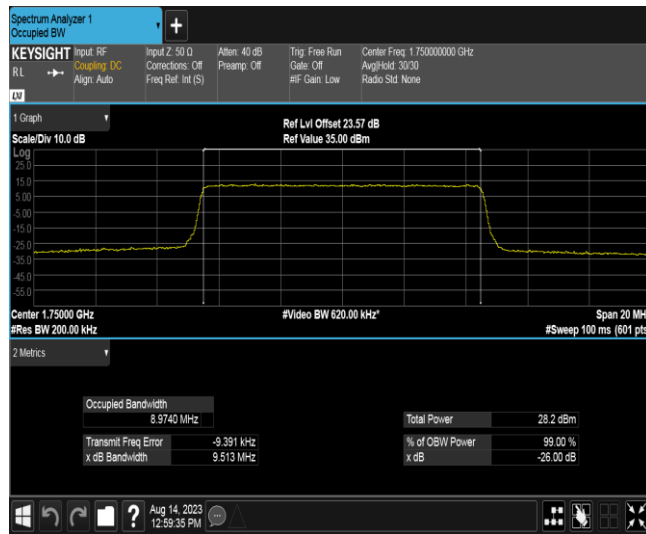 Spectrum Analyzer 1
Occupied BW
+
KEYSIGHT
RL
LXI
Input: RF
Coupling: DC
Align: Auto
Input Z: 50 Ω
Corrections: Off
Freq Ref: Int (S)
Atten: 40 dB
Preamp: Off
Trig: Free Run
Gate: Off
#IF Gain: Low
Center Freq: 1.750000000 GHz
Avg|Hold: 30/30
Radio Std: None
1 Graph
Scale/Div 10.0 dB
Ref Lvl Offset 23.57 dB
Ref Value 35.00 dBm
Log
25.0
15.0
5.00
-5.00
-15.0
-25.0
-35.0
-45.0
-55.0
Center 1.75000 GHz
#Res BW 200.00 kHz
#Video BW 620.00 kHz*
Span 20 MH
#Sweep 100 ms (601 pts
2 Metrics
Occupied Bandwidth
8.9740 MHz
Transmit Freq Error -9.391 kHz
x dB Bandwidth 9.513 MHz
Total Power 28.2 dBm
% of OBW Power 99.00 %
x dB -26.00 dB
?
Aug 14, 2023
12:59:35 PM